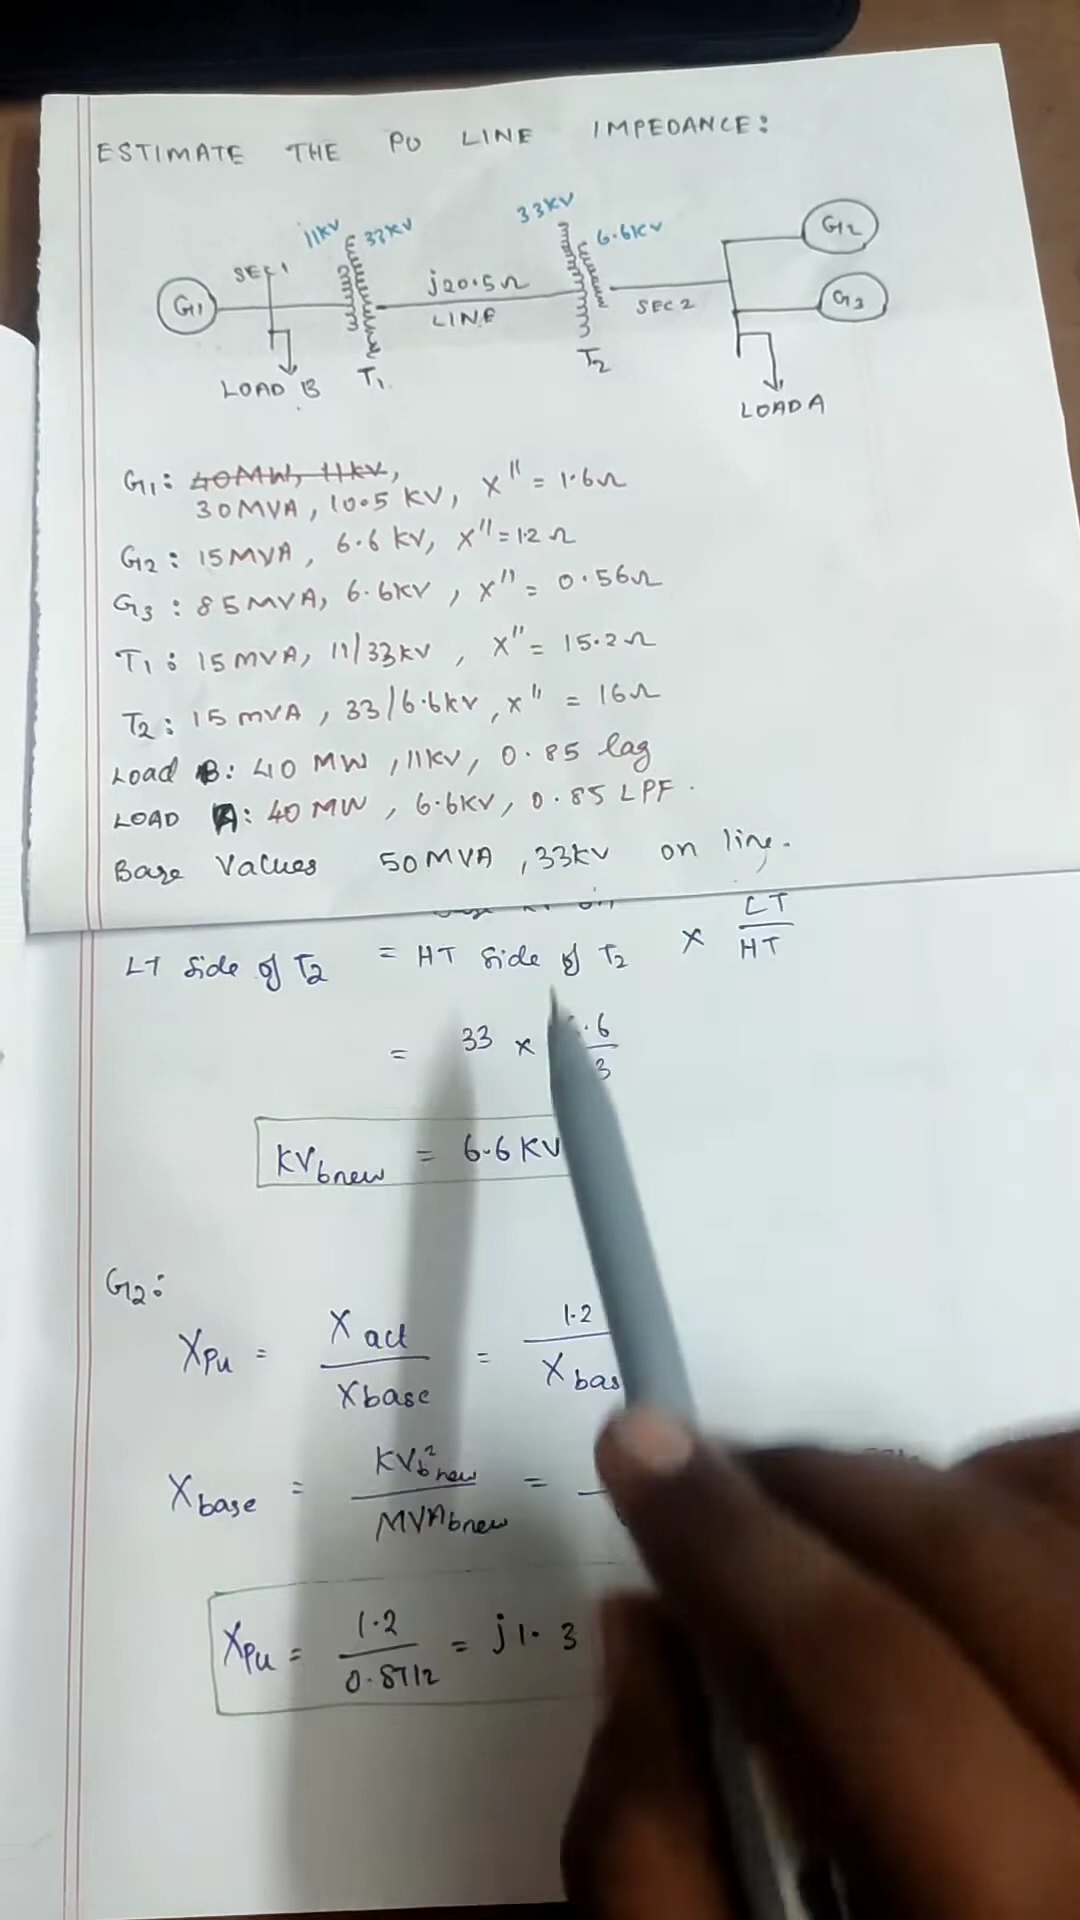 ESTIMATE THE PU LINE IMPEDANCE:
11KV 33KV 33KV 6.6KV
G1 SEC1 j20.5Ω SEC2 G2
LINE G3
LOAD B T1 T2
LOAD A
G1: 40MW, 11KV,
30MVA, 10.5 KV, X" = 1.6Ω
G2: 15MVA, 6.6 KV, X" = 1.2Ω
G3: 85MVA, 6.6KV, X" = 0.56Ω
T1: 15MVA, 11/33KV, X" = 15.2Ω
T2: 15MVA, 33/6.6KV, X" = 16Ω
Load B: 40 MW, 11KV, 0.85 lag
LOAD A: 40 MW, 6.6KV, 0.85 LPF.
Base Values 50MVA, 33KV on line.
LT side of T2 = HT side of T2 × LT/HT
= 33 ×
KVbnew = 6.6 KV
G2:
Xpu = Xact/Xbase = 1.2/Xbas
Xbase = KV²bnew/MVAbnew =
Xpu = 1.2/0.8712 = j1.3